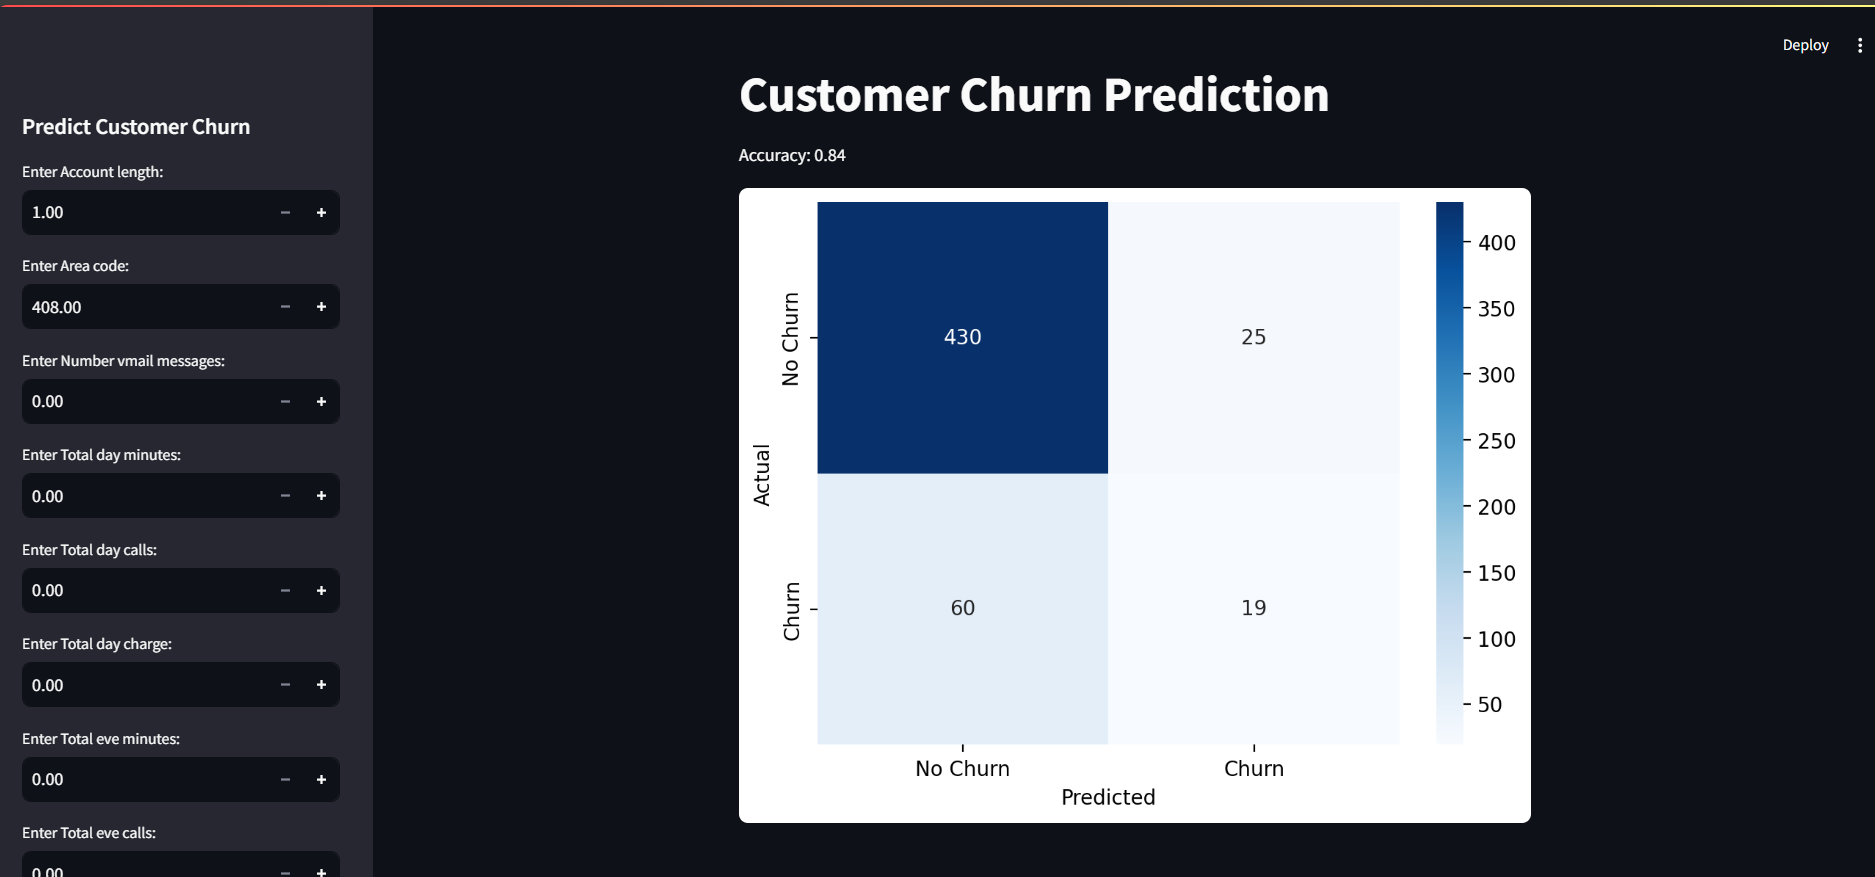 Deploy
Predict Customer Churn
Enter Account length:
1.00
Enter Area code:
408.00
Enter Number vmail messages:
0.00
Enter Total day minutes:
0.00
Enter Total day calls:
0.00
Enter Total day charge:
0.00
Enter Total eve minutes:
0.00
Enter Total eve calls:
0.00
Customer Churn Prediction
Accuracy: 0.84
Actual
No Churn
430
25
Churn
60
19
No Churn
Churn
Predicted
400
350
300
250
200
150
100
50